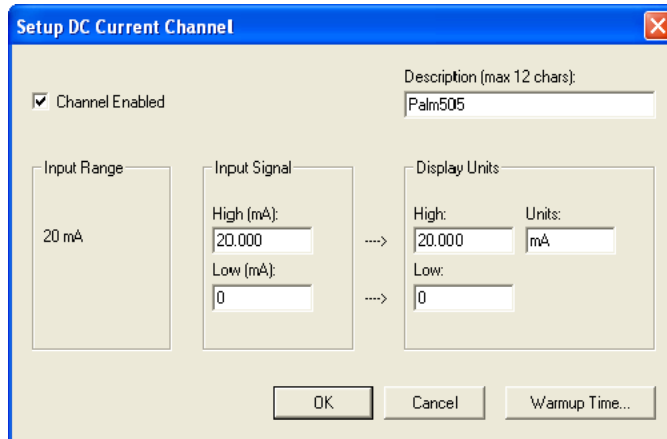 Setup DC Current Channel
Description (max 12 chars):
Channel Enabled
Palm505
Input Range
20 mA
Input Signal
High (mA):
20.000
Low (mA):
0
---->
---->
Display Units
High:
Units:
20.000
mA
Low:
0
OK
Cancel
Warmup Time...